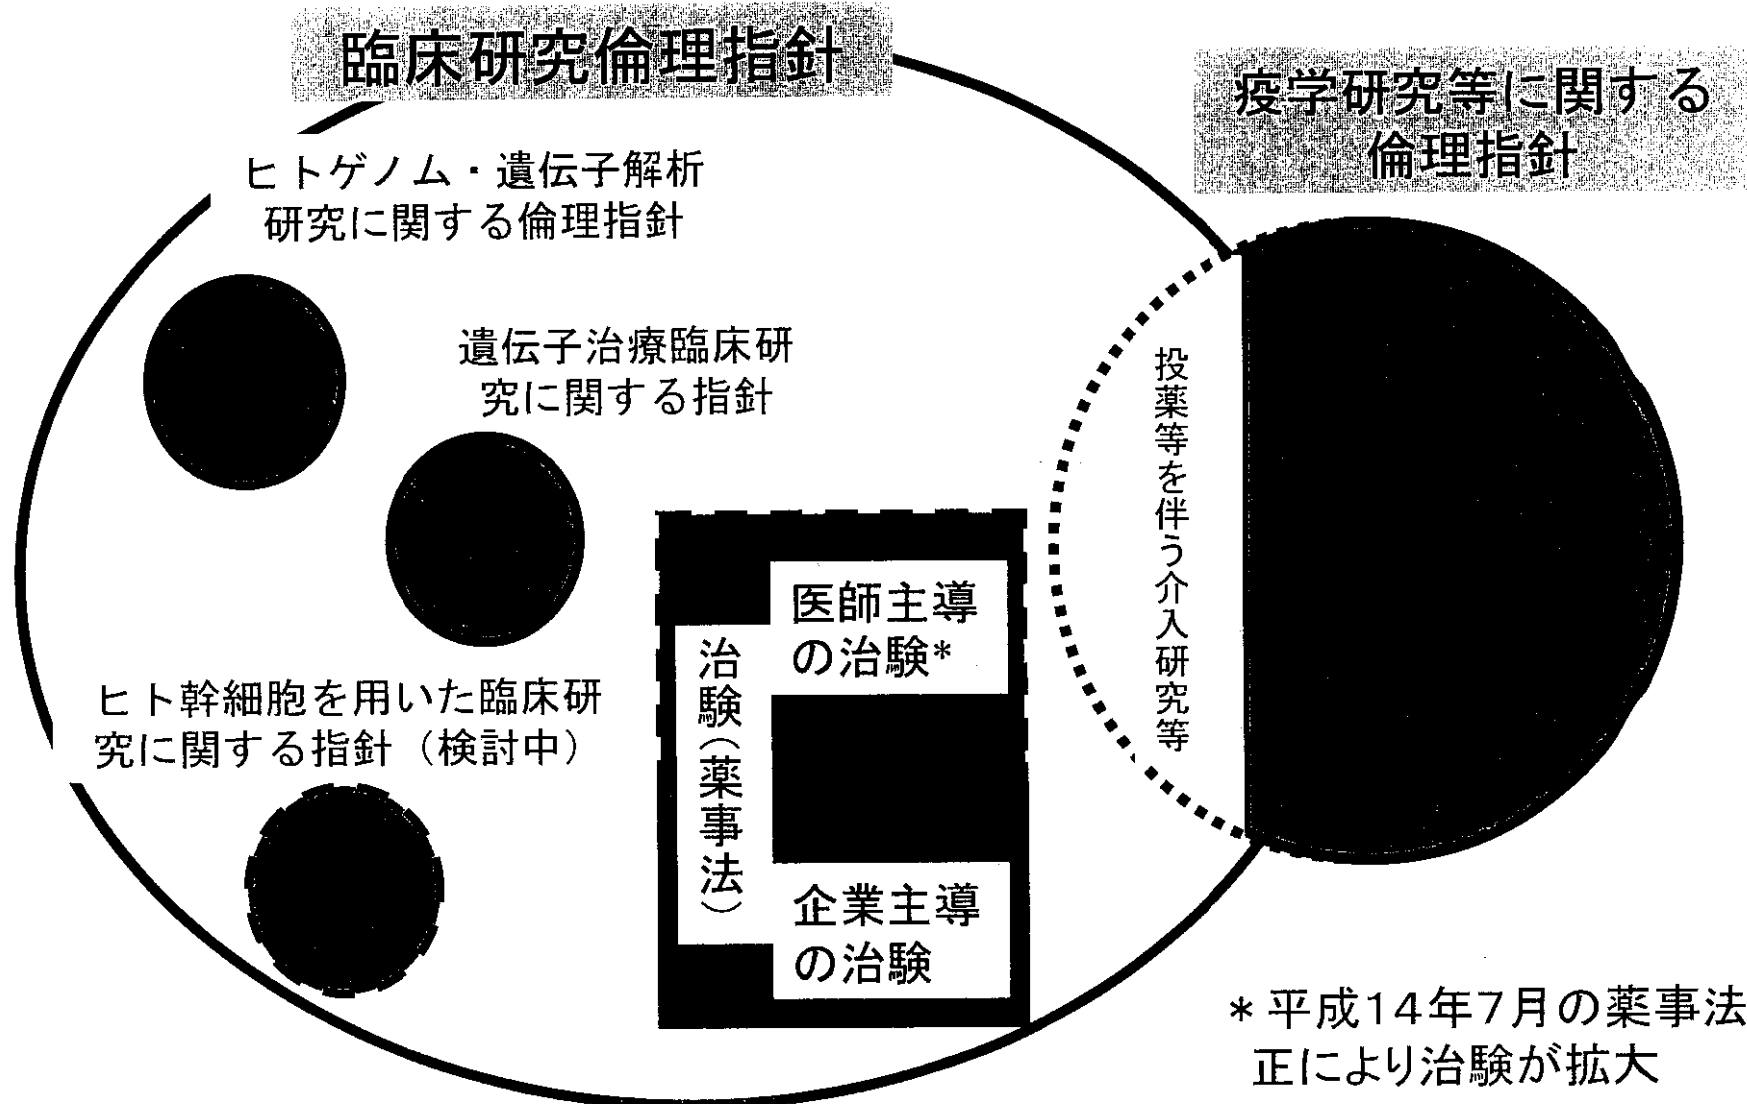 臨床研究倫理指針
疫学研究等に関する
倫理指針
ヒトゲノム・遺伝子解析
研究に関する倫理指針
遺伝子治療臨床研
究に関する指針
投薬等を伴う介入研究等
医師主導
の治験*
治験(薬事法)
ヒト幹細胞を用いた臨床研
究に関する指針（検討中）
企業主導
の治験
*平成14年7月の薬事法
正により治験が拡大